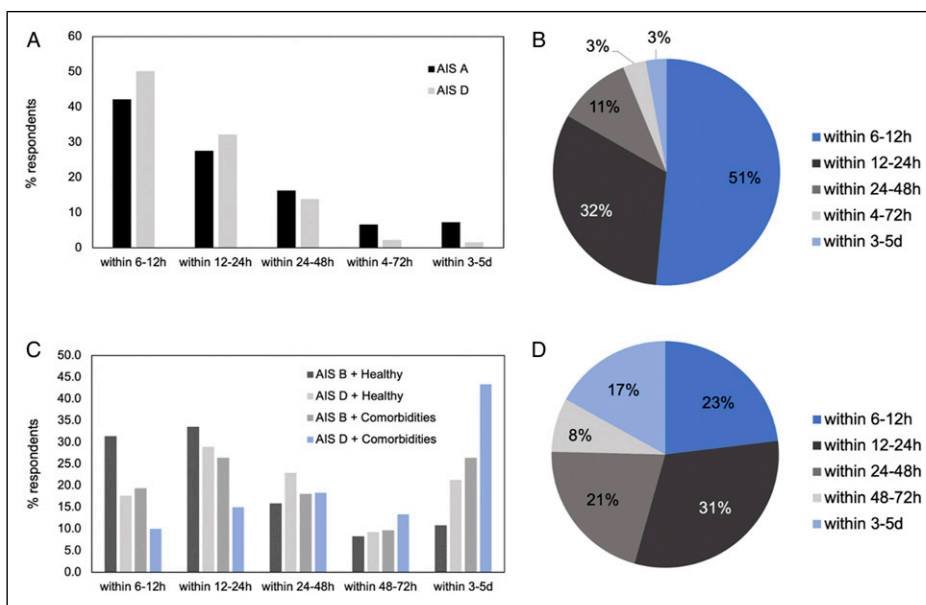 A
60
50
40
30
20
10
0
% respondents
AIS A
AIS D
within 6-12h within 12-24h within 24-48h within 4-72h within 3-5d
B
3%
3%
11%
32%
51%
within 6-12h
within 12-24h
within 24-48h
within 4-72h
within 3-5d
C
50.0
45.0
40.0
35.0
30.0
25.0
20.0
15.0
10.0
5.0
0.0
% respondents
AIS B + Healthy
AIS D + Healthy
AIS B + Comorbidities
AIS D + Comorbidities
within 6-12h within 12-24h within 24-48h within 48-72h within 3-5d
D
17%
23%
8%
21%
31%
within 6-12h
within 12-24h
within 24-48h
within 48-72h
within 3-5d